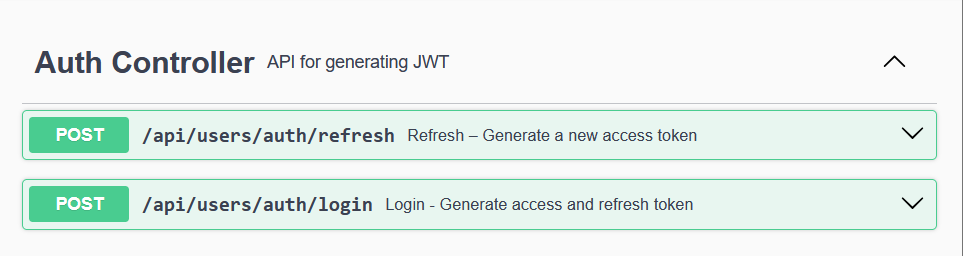 Auth Controller API for generating JWT
POST /api/users/auth/refresh Refresh – Generate a new access token
POST /api/users/auth/login Login - Generate access and refresh token